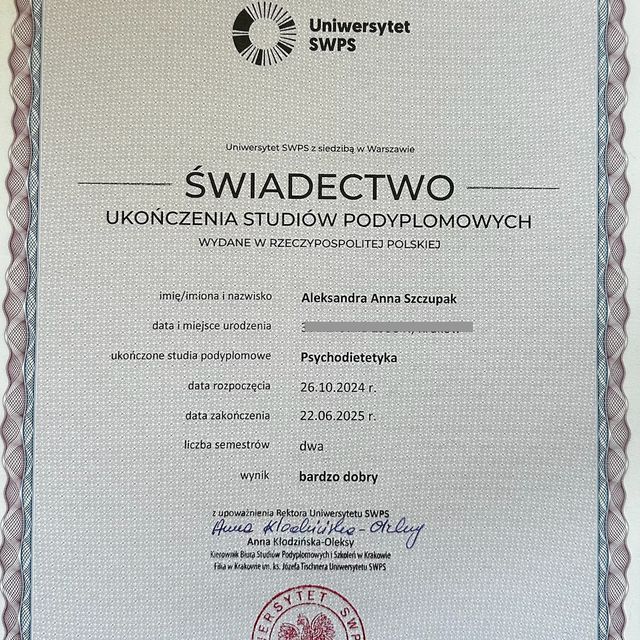 Uniwersytet
SWPS
Uniwersytet SWPS z siedzibą w Warszawie
ŚWIADECTWO
UKOŃCZENIA STUDIÓW PODYPLOMOWYCH
WYDANE W RZECZYPOSPOLITEJ POLSKIEJ
imię/imiona i nazwisko Aleksandra Anna Szczupak
data i miejsce urodzenia
ukończone studia podyplomowe Psychodietetyka
data rozpoczęcia 26.10.2024 r.
data zakończenia 22.06.2025 r.
liczba semestrów dwa
wynik bardzo dobry
z upoważnienia Rektora Uniwersytetu SWPS
Anna Kłodzińska-Oleksy
Anna Kłodzińska-Oleksy
Kierownik Biura Studiów Podyplomowych i Szkoleń w Krakowie
Filia w Krakowie im. ks. Józefa Tischnera Uniwersytetu SWPS